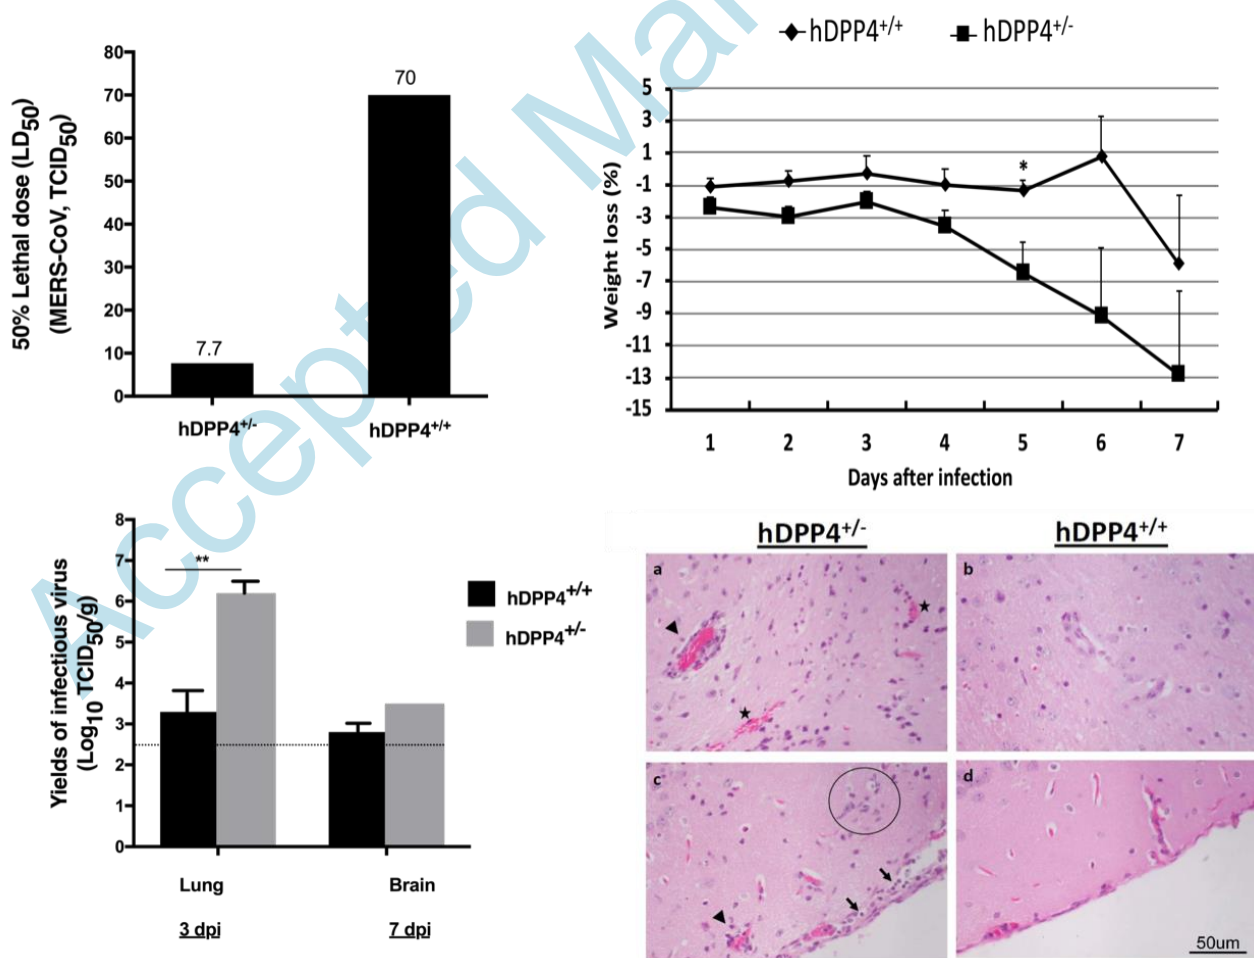 Accepted Ma
80
70
60
50
40
30
20
10
0
50% Lethal dose (LD50)
(MERS-CoV, TCID50)
7.7
70
hDPP4+/-
hDPP4+/+
hDPP4+/+ hDPP4+/-
5
3
1
-1
-3
-5
-7
-9
-11
-13
-15
Weight loss (%)
*
1 2 3 4 5 6 7
Days after infection
8
7
6
5
4
3
2
1
0
Yields of infectious virus
(Log10 TCID50/g)
**
hDPP4+/+
hDPP4+/-
Lung Brain
3 dpi 7 dpi
hDPP4+/- hDPP4+/+
a b
c d
50um